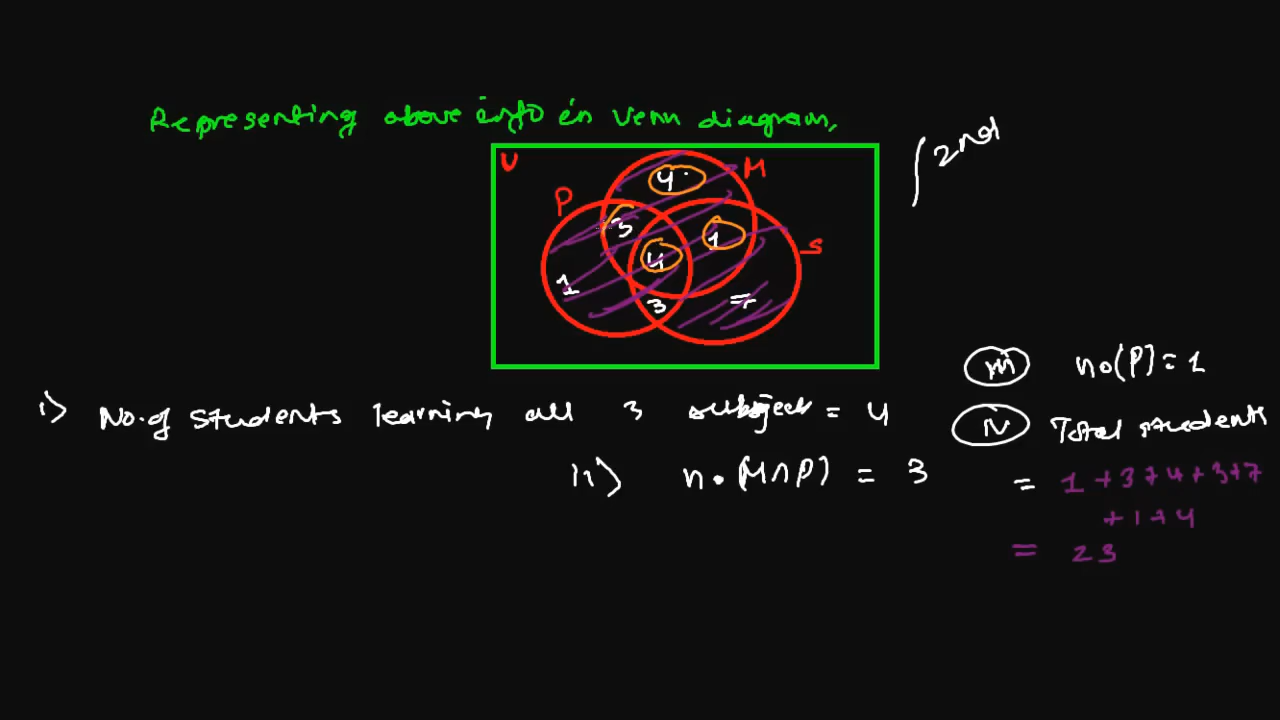 Representing above info in Venn diagram,
∫ 2nd
U
M
P
S
4
3
1
4
1
3
7
iii no(P) = 1
i) No. of students learning all 3 subject = 4
iv Total students
ii) no(M∩P) = 3
= 1 + 3 + 4 + 3 + 7
+ 1 + 4
= 23